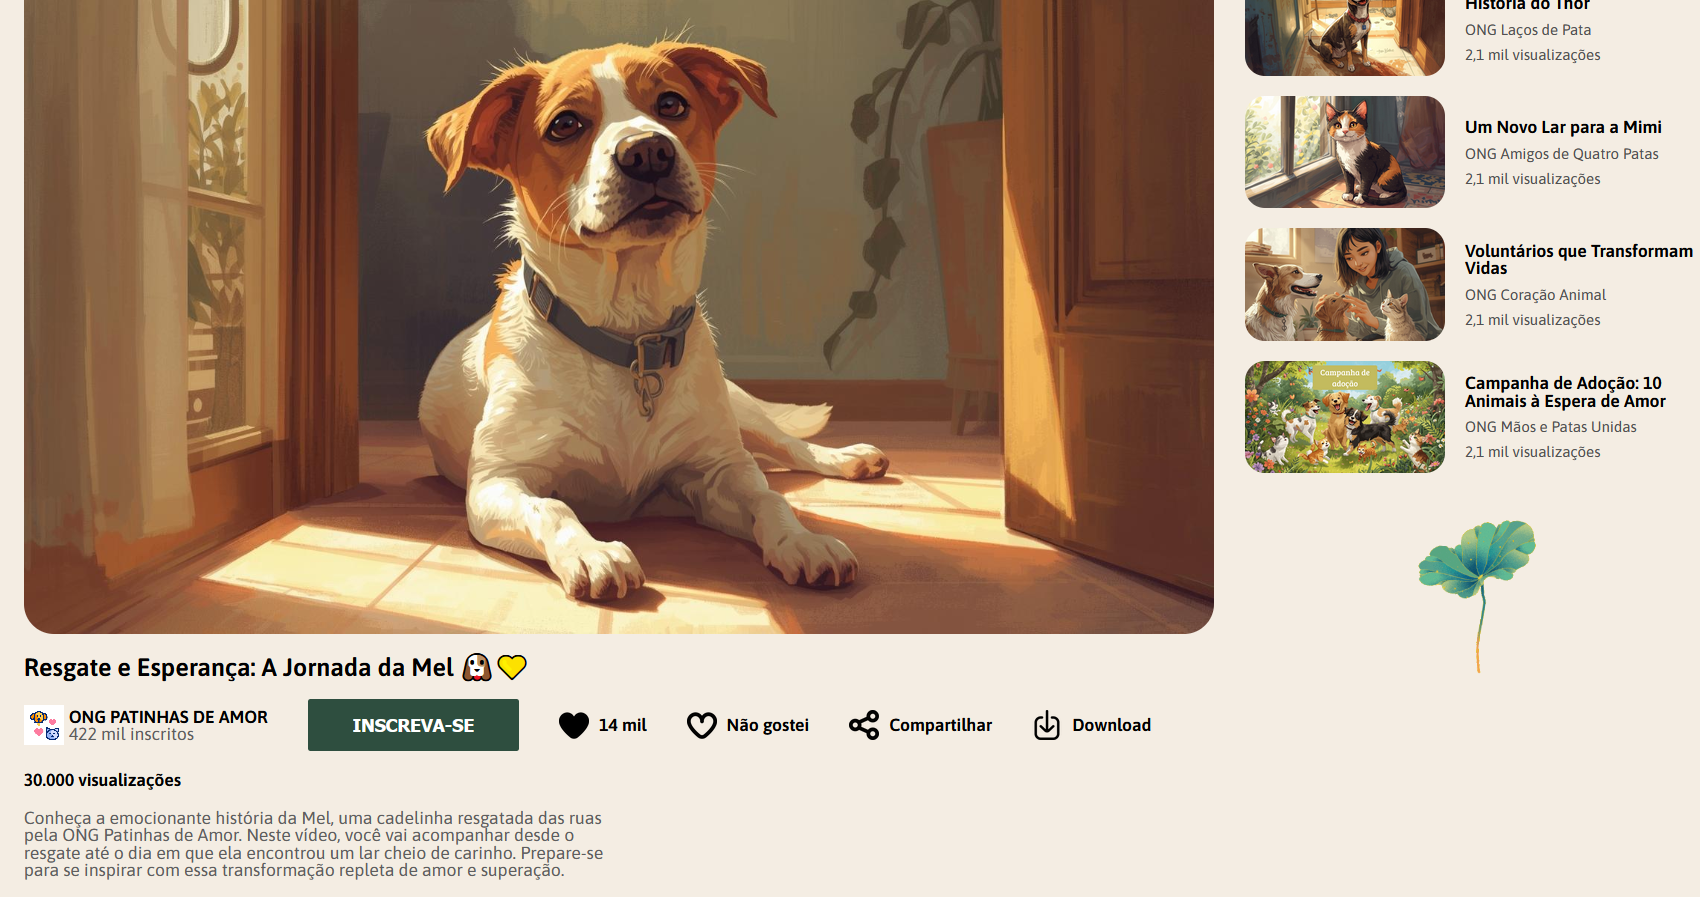 Resgate e Esperança: A Jornada da Mel
ONG PATINHAS DE AMOR
422 mil inscritos
INSCREVA-SE
14 mil
Não gostei
Compartilhar
Download
30.000 visualizações
Conheça a emocionante história da Mel, uma cadelinha resgatada das ruas
pela ONG Patinhas de Amor. Neste vídeo, você vai acompanhar desde o
resgate até o dia em que ela encontrou um lar cheio de carinho. Prepare-se
para se inspirar com essa transformação repleta de amor e superação.
História do Thor
ONG Laços de Pata
2,1 mil visualizações
Um Novo Lar para a Mimi
ONG Amigos de Quatro Patas
2,1 mil visualizações
Voluntários que Transformam
Vidas
ONG Coração Animal
2,1 mil visualizações
Campanha de
adoção
Campanha de Adoção: 10
Animais à Espera de Amor
ONG Mãos e Patas Unidas
2,1 mil visualizações